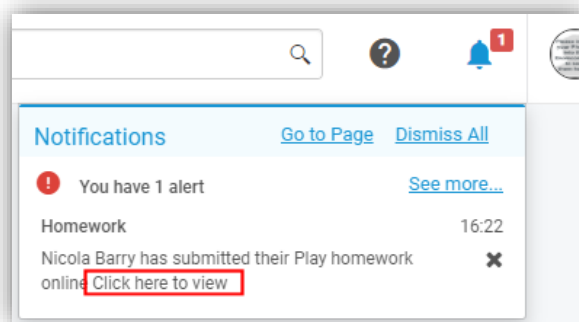 1
Notifications Go to Page Dismiss All
You have 1 alert See more...
Homework 16:22
Nicola Barry has submitted their Play homework
online Click here to view